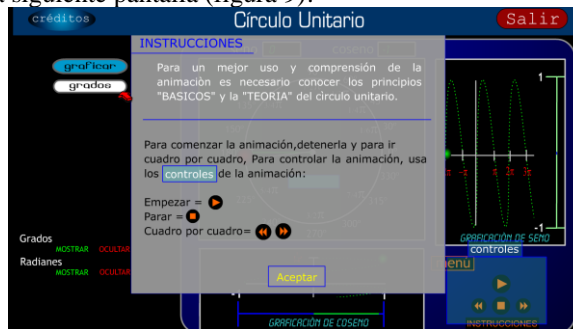 a siguiente pantalla (figura 9).
créditos
Círculo Unitario
Salir
INSTRUCCIONES
graficar
grados
Para un mejor uso y comprensión de la
animaciòn es necesario conocer los principios
"BASICOS" y la "TEORIA" del circulo unitario.
Para comenzar la animación,detenerla y para ir
cuadro por cuadro, Para controlar la animación, usa
los controles de la animación:
Empezar =
Parar =
Cuadro por cuadro=
Aceptar
Grados
MOSTRAR OCULTAR
Radianes
MOSTRAR OCULTAR
1
-1
GRAFICACIÓN DE SENO
controles
menú
INSTRUCCIONES
GRAFICACIÓN DE COSENO